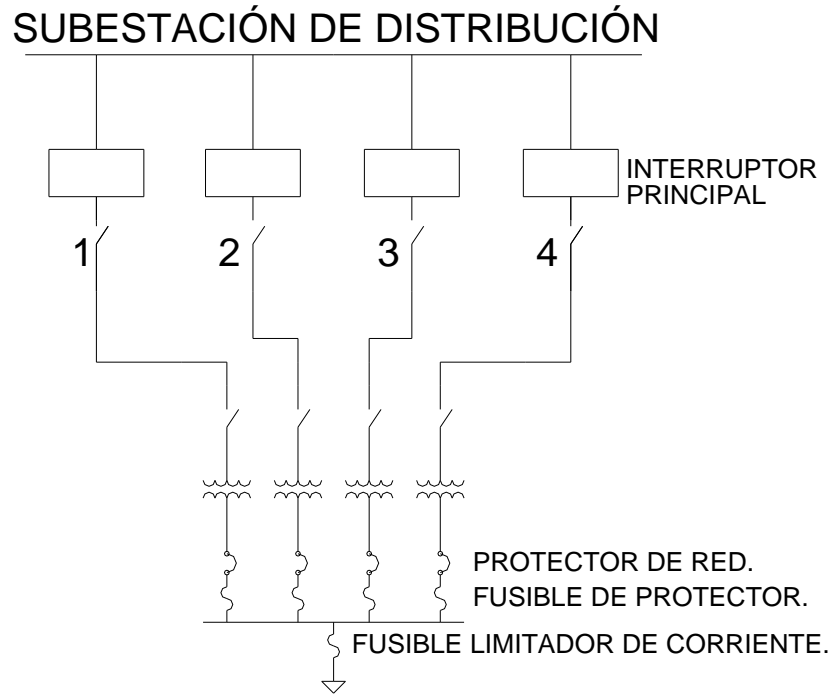 SUBESTACIÓN DE DISTRIBUCIÓN
INTERRUPTOR
PRINCIPAL
1 2 3 4
PROTECTOR DE RED.
FUSIBLE DE PROTECTOR.
FUSIBLE LIMITADOR DE CORRIENTE.